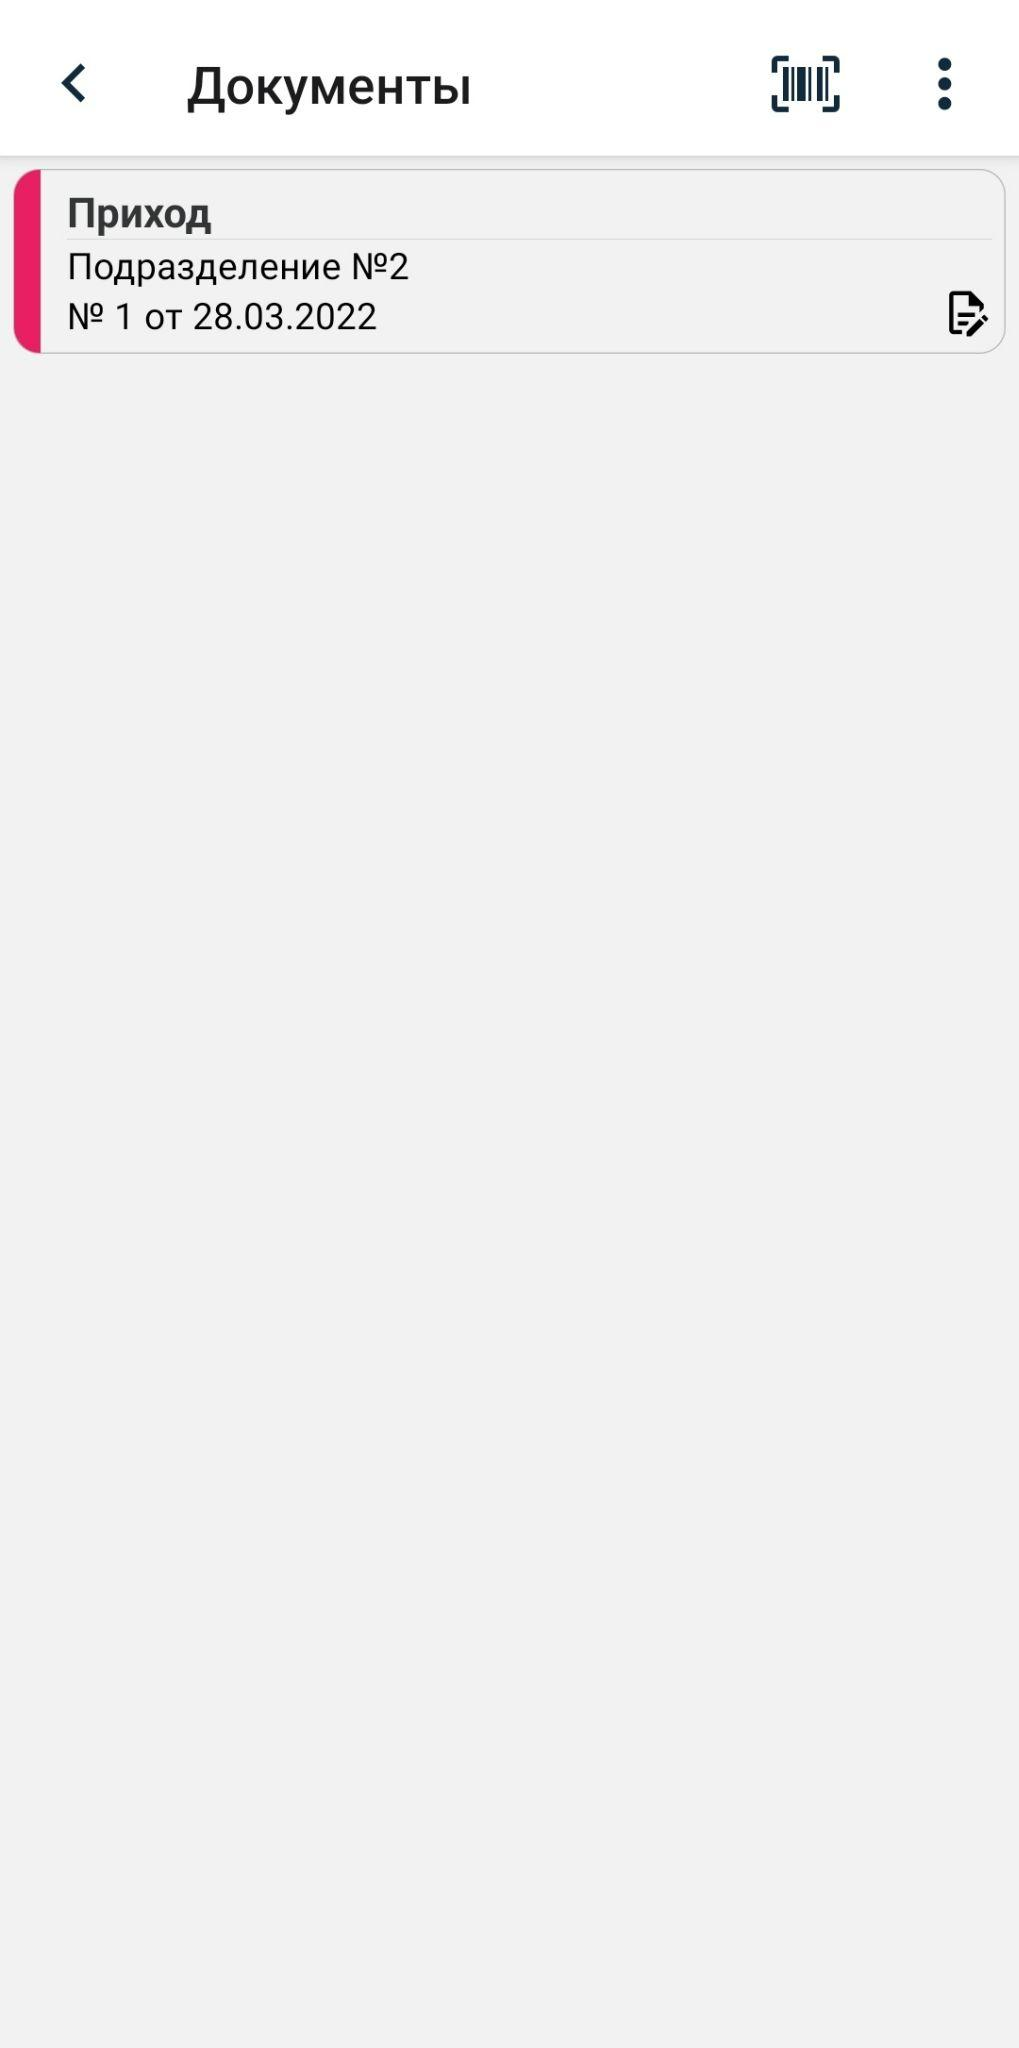 Документы
Приход
Подразделение №2
№ 1 от 28.03.2022